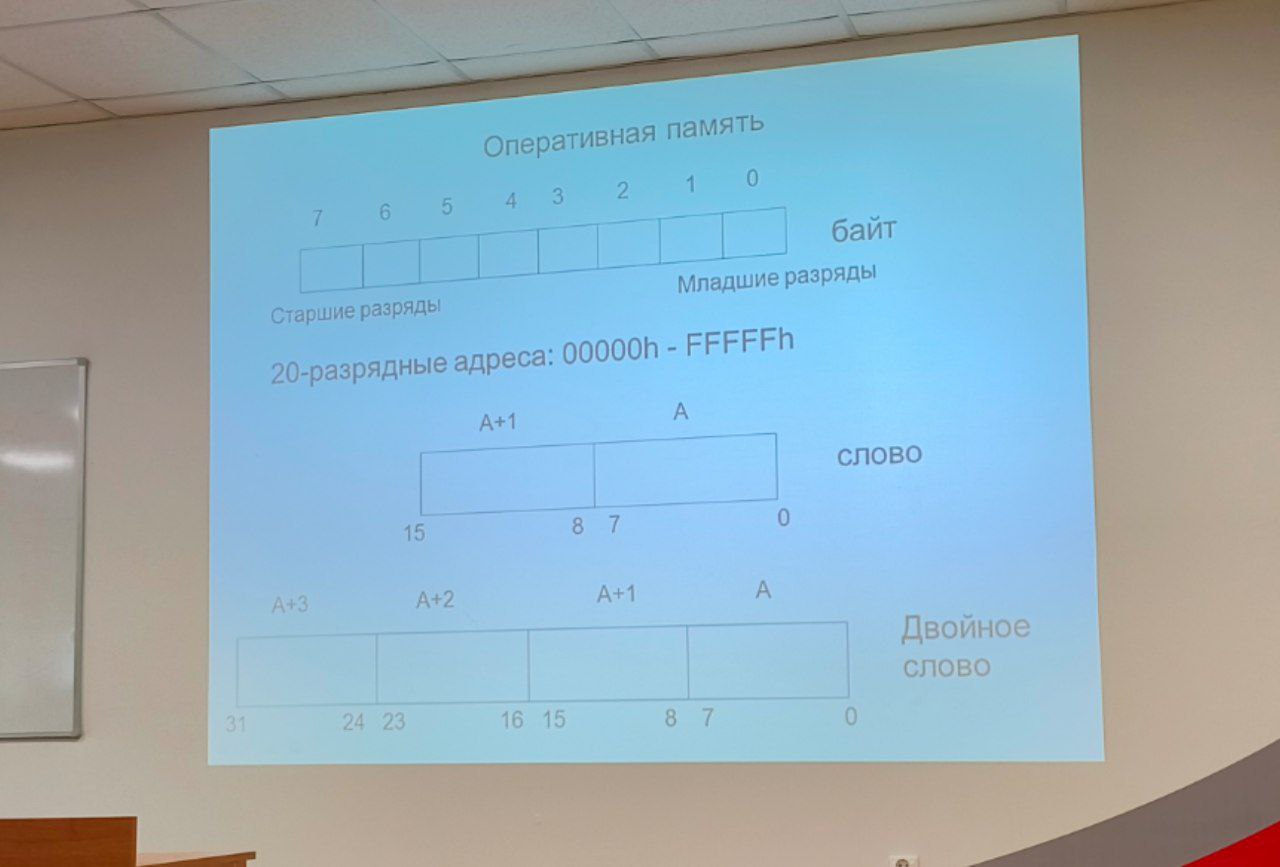 Оперативная память
7 6 5 4 3 2 1 0
байт
Старшие разряды Младшие разряды
20-разрядные адреса: 00000h - FFFFFh
A+1 A
слово
15 8 7 0
A+3 A+2 A+1 A
Двойное
слово
31 24 23 16 15 8 7 0